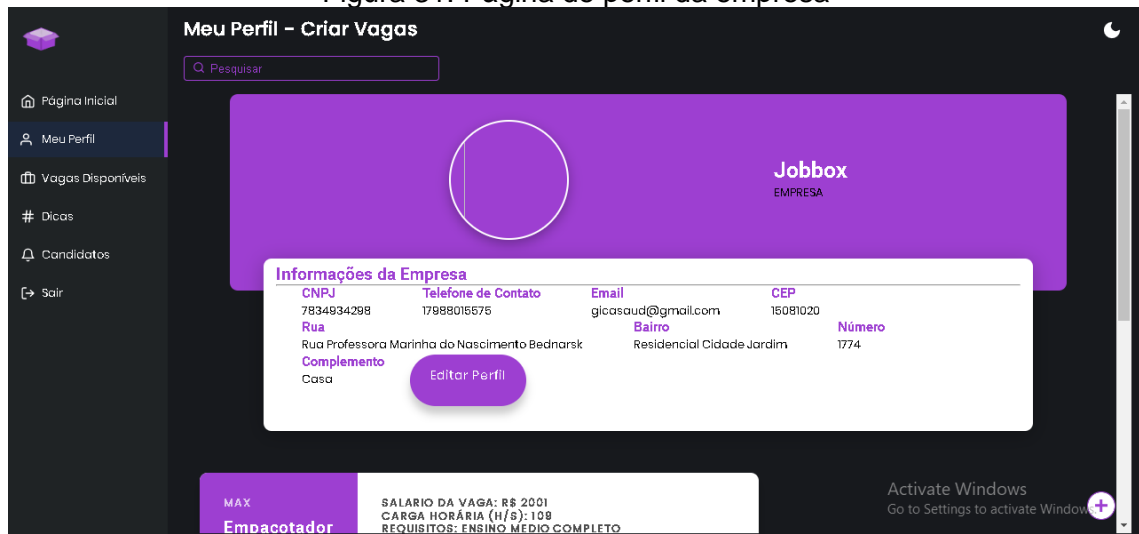 Meu Perfil - Criar Vagas
Pesquisar
Página Inicial
Meu Perfil
Vagas Disponíveis
Dicas
Candidatos
Sair
Jobbox
EMPRESA
Informações da Empresa
CNPJ Telefone de Contato Email CEP
7834934298 17988015575 gicasaud@gmail.com 15081020
Rua Bairro Número
Rua Professora Marinha do Nascimento Bednarsk Residencial Cidade Jardim 1774
Complemento
Casa
Editar Perfil
MAX
Empacotador
SALARIO DA VAGA: R$ 2001
CARGA HORÁRIA (H/S): 109
REQUISITOS: ENSINO MEDIO COMPLETO
Activate Windows
Go to Settings to activate Windows